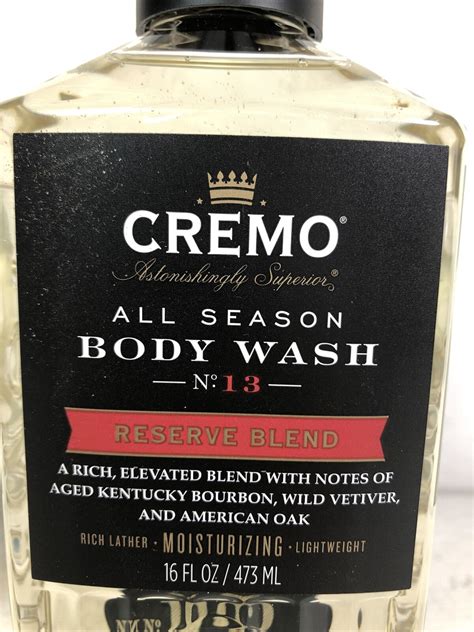 CREMO®
Astonishingly Superior®
ALL SEASON
BODY WASH
Nº 13
RESERVE BLEND
A RICH, ELEVATED BLEND WITH NOTES OF
AGED KENTUCKY BOURBON, WILD VETIVER,
AND AMERICAN OAK
RICH LATHER · MOISTURIZING · LIGHTWEIGHT
16 FL OZ / 473 ML